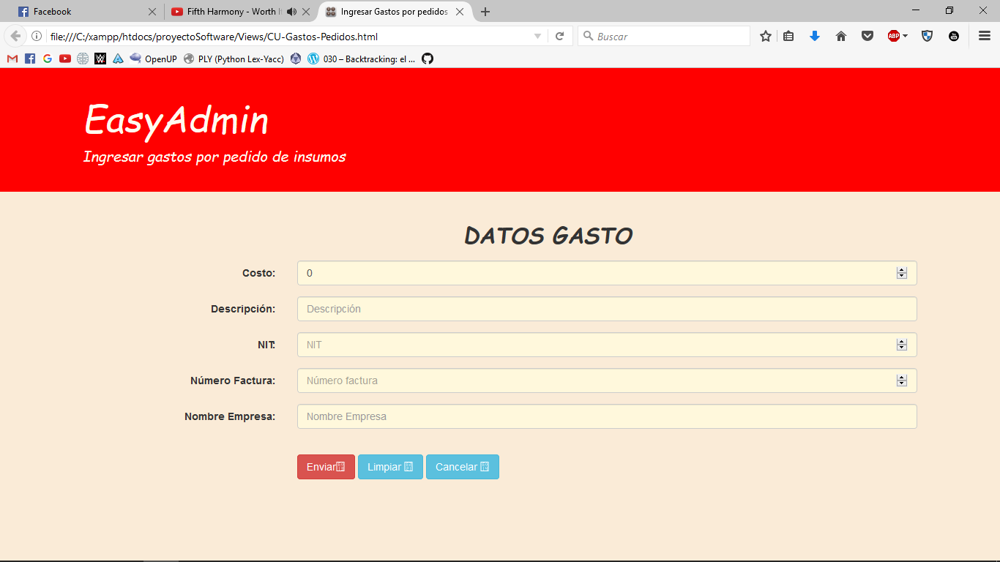 Facebook
Fifth Harmony - Worth I
Ingresar Gastos por pedidos
file:///C:/xampp/htdocs/proyectoSoftware/Views/CU-Gastos-Pedidos.html
Buscar
ABP
OpenUP
PLY (Python Lex-Yacc)
030 – Backtracking: el ...
EasyAdmin
Ingresar gastos por pedido de insumos
DATOS GASTO
Costo:
0
Descripción:
Descripción
NIT:
NIT
Número Factura:
Número factura
Nombre Empresa:
Nombre Empresa
Enviar
Limpiar
Cancelar